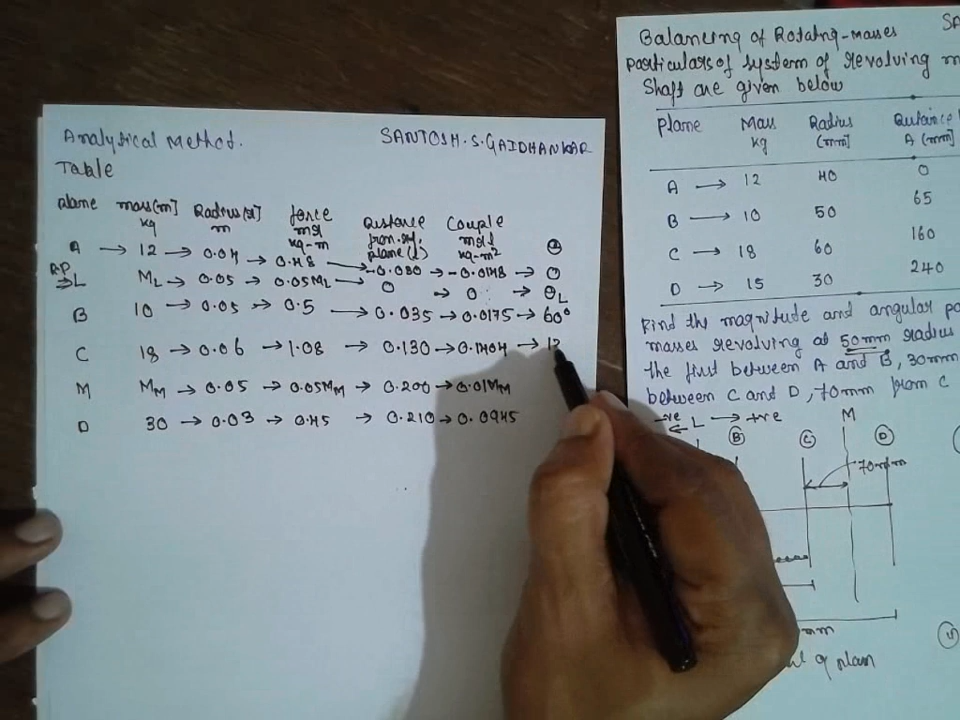 Analytical Method.
SANTOSH.S.GAIDHANKAR
Table
plane mass(m) kg Radius(r) m force mr kg-m Distance from ref. plane(l) Couple mrl kg-m² θ
A → 12 → 0.04 → 0.48 → -0.030 → -0.0148 → θ
R.P ⇒ L ML → 0.05 → 0.05ML → 0 → 0 → θL
B 10 → 0.05 → 0.5 → 0.035 → 0.0175 → 60°
C 18 → 0.06 → 1.08 → 0.130 → 0.1404 → 12
M MM → 0.05 → 0.05MM → 0.200 → 0.01MM
D 30 → 0.03 → 0.45 → 0.210 → 0.0945
Balancing of Rotatng-masses
particulars of system of revolving m
Shaft are given below
plane Mass kg Radius (mm) Distance A (mm)
A → 12 40 0
B → 10 50 65
C → 18 60 160
D → 15 30 240
Find the magnitude and angular po
masses revolving at 50mm radius
the first between A and B, 30mm
between C and D, 70mm from C
-ve ← L → +ve M
B C D
70mm
mm
of plan